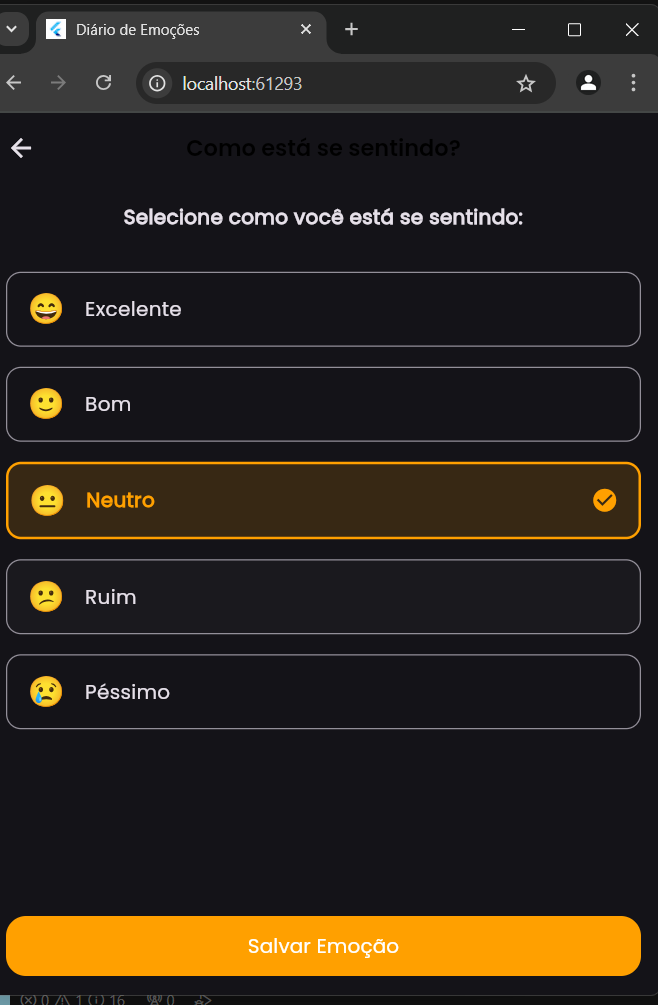 Diário de Emoções
localhost:61293
Como está se sentindo?
Selecione como você está se sentindo:
Excelente
Bom
Neutro
Ruim
Péssimo
Salvar Emoção
0 1 16 0